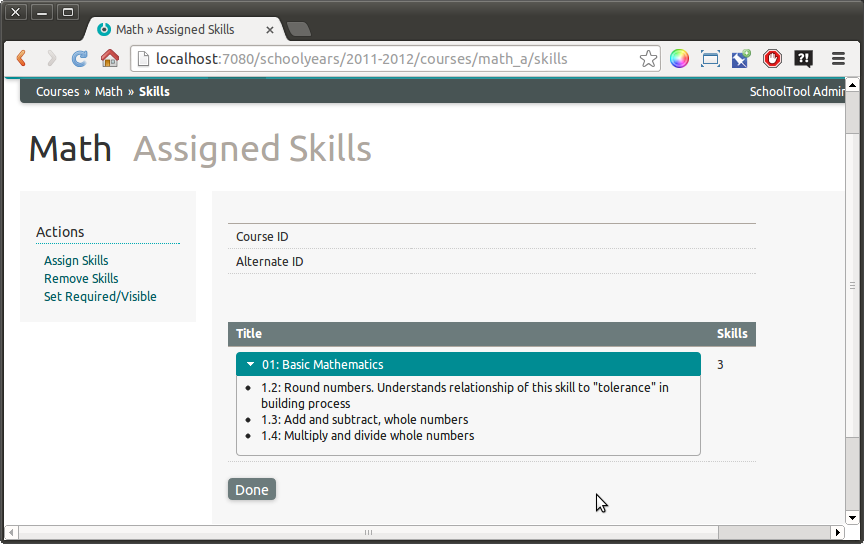 Math » Assigned Skills
localhost:7080/schoolyears/2011-2012/courses/math_a/skills
?!
Courses » Math » Skills
SchoolTool Admin
Math Assigned Skills
Actions
Assign Skills
Remove Skills
Set Required/Visible
Course ID
Alternate ID
Title Skills
01: Basic Mathematics 3
1.2: Round numbers. Understands relationship of this skill to "tolerance" in
building process
1.3: Add and subtract, whole numbers
1.4: Multiply and divide whole numbers
Done